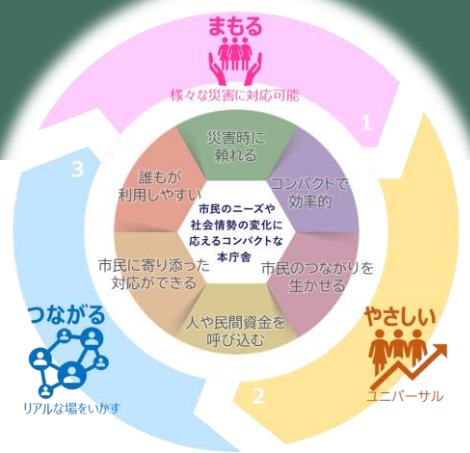 まもる
様々な災害に対応可能
1
3
災害時に
頼れる
誰もが
利用しやすい
コンパクトで
効率的
市民のニーズや
社会情勢の変化に
応えるコンパクトな
本庁舎
市民に寄り添った
対応ができる
市民のつながりを
生かせる
人や民間資金を
呼び込む
つながる
リアルな場をいかす
やさしい
ユニバーサル
2